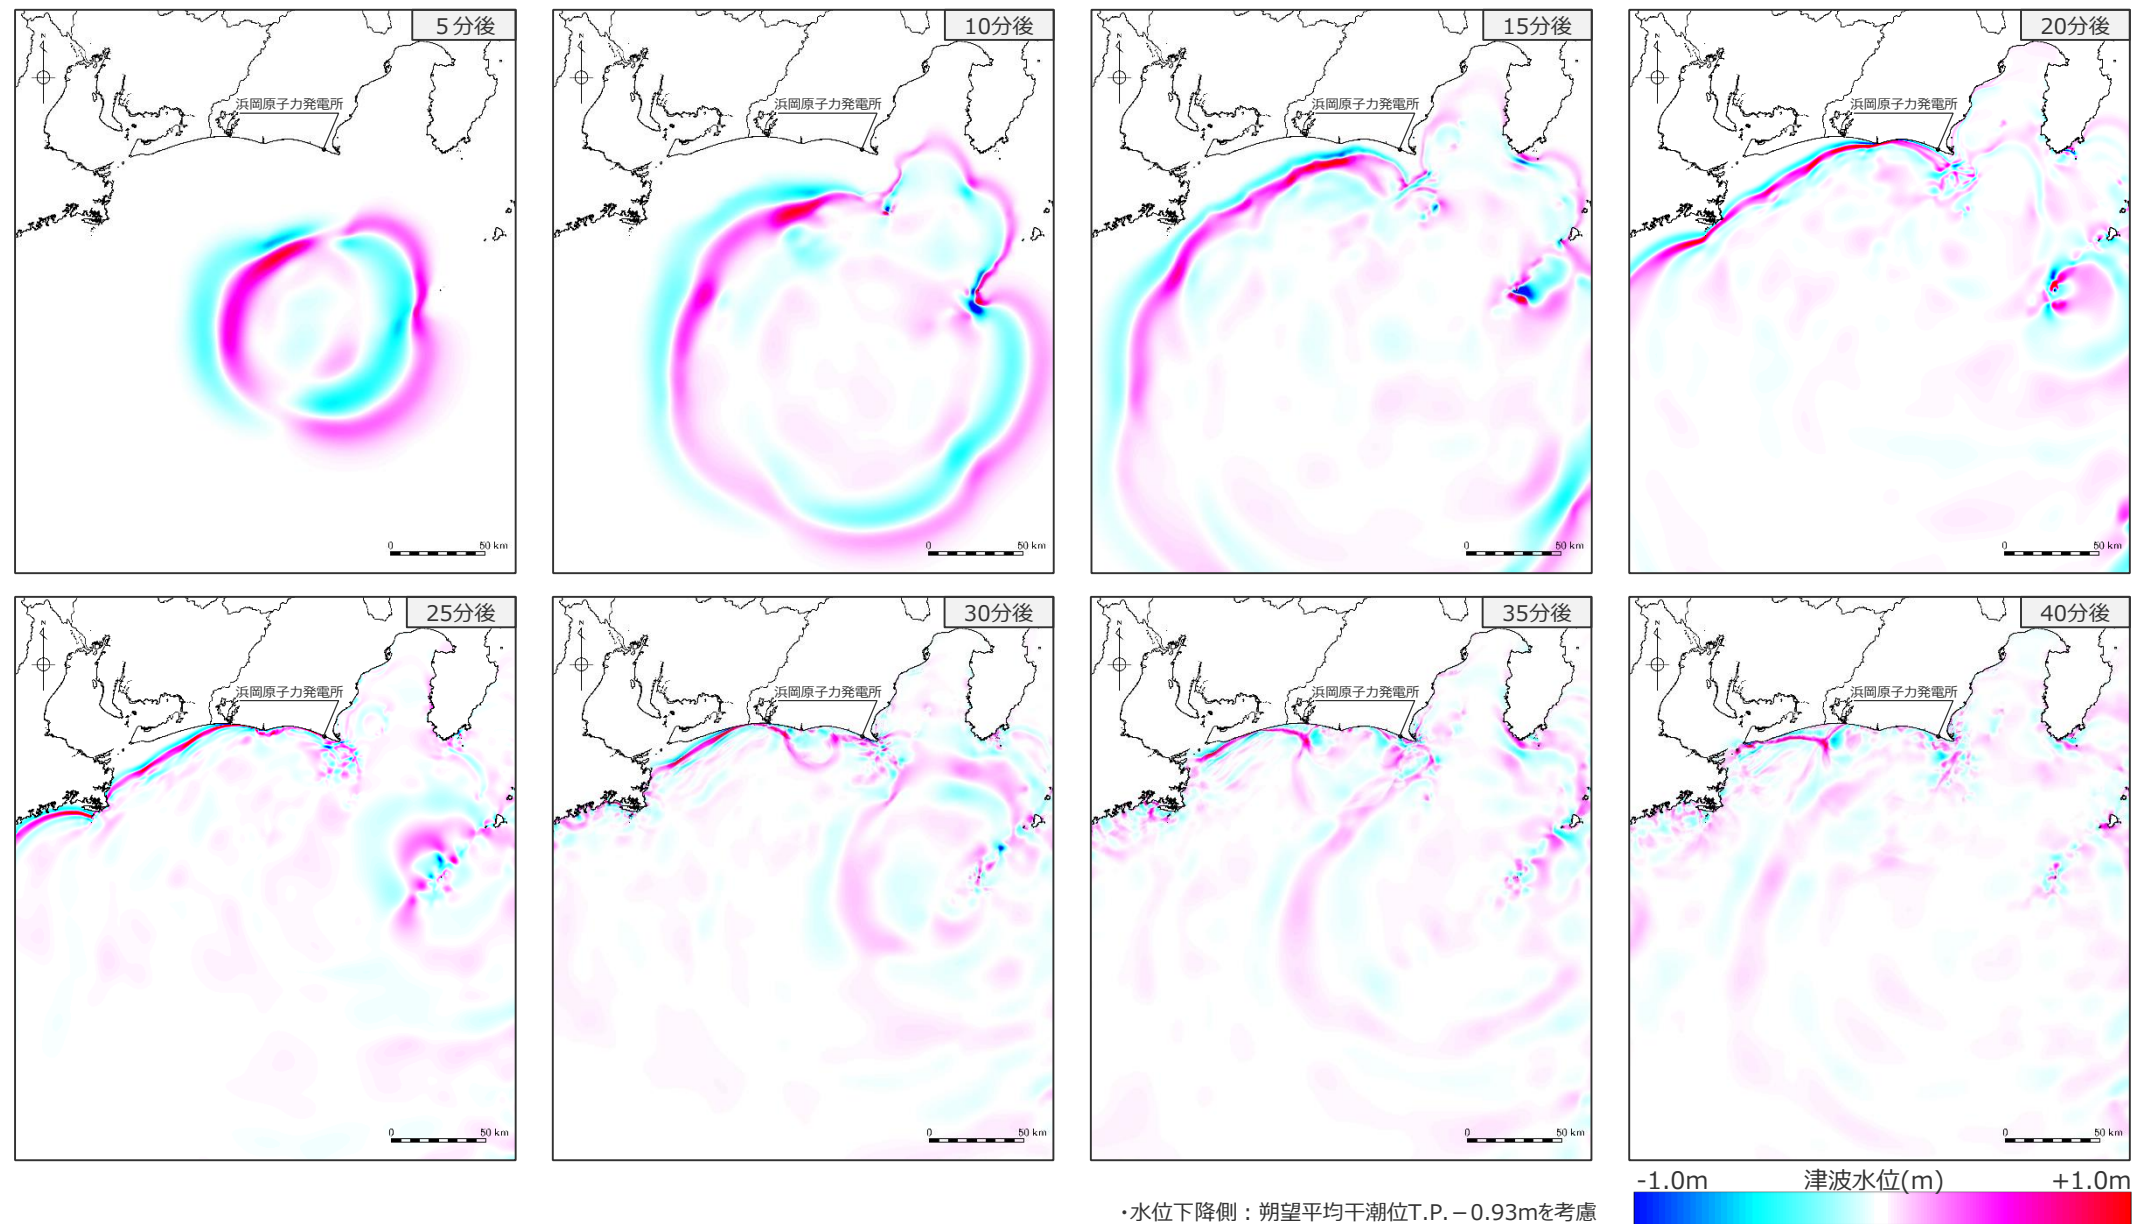 5分後
10分後
15分後
20分後
N
浜岡原子力発電所
N
浜岡原子力発電所
N
浜岡原子力発電所
N
浜岡原子力発電所
0 50 km
0 50 km
0 50 km
0 50 km
25分後
30分後
35分後
40分後
N
浜岡原子力発電所
N
浜岡原子力発電所
N
浜岡原子力発電所
N
浜岡原子力発電所
0 50 km
0 50 km
0 50 km
0 50 km
-1.0m 津波水位(m) +1.0m
・水位下降側：朔望平均干潮位T.P.－0.93mを考慮